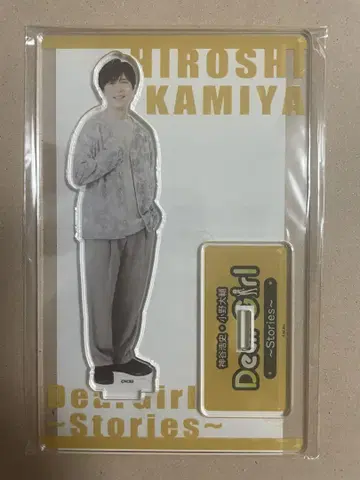 HIROSHI
KAMIYA
神谷浩史・小野大輔
Dear Girl
~Stories~
Dear Girl
~Stories~